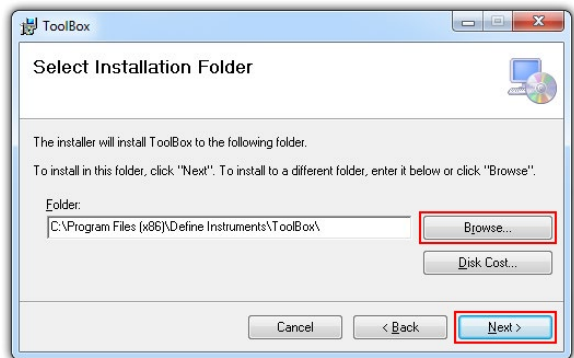 ToolBox
Select Installation Folder
The installer will install ToolBox to the following folder.
To install in this folder, click "Next". To install to a different folder, enter it below or click "Browse".
Folder:
C:\Program Files (x86)\Define Instruments\ToolBox\
Browse...
Disk Cost...
Cancel
< Back
Next >